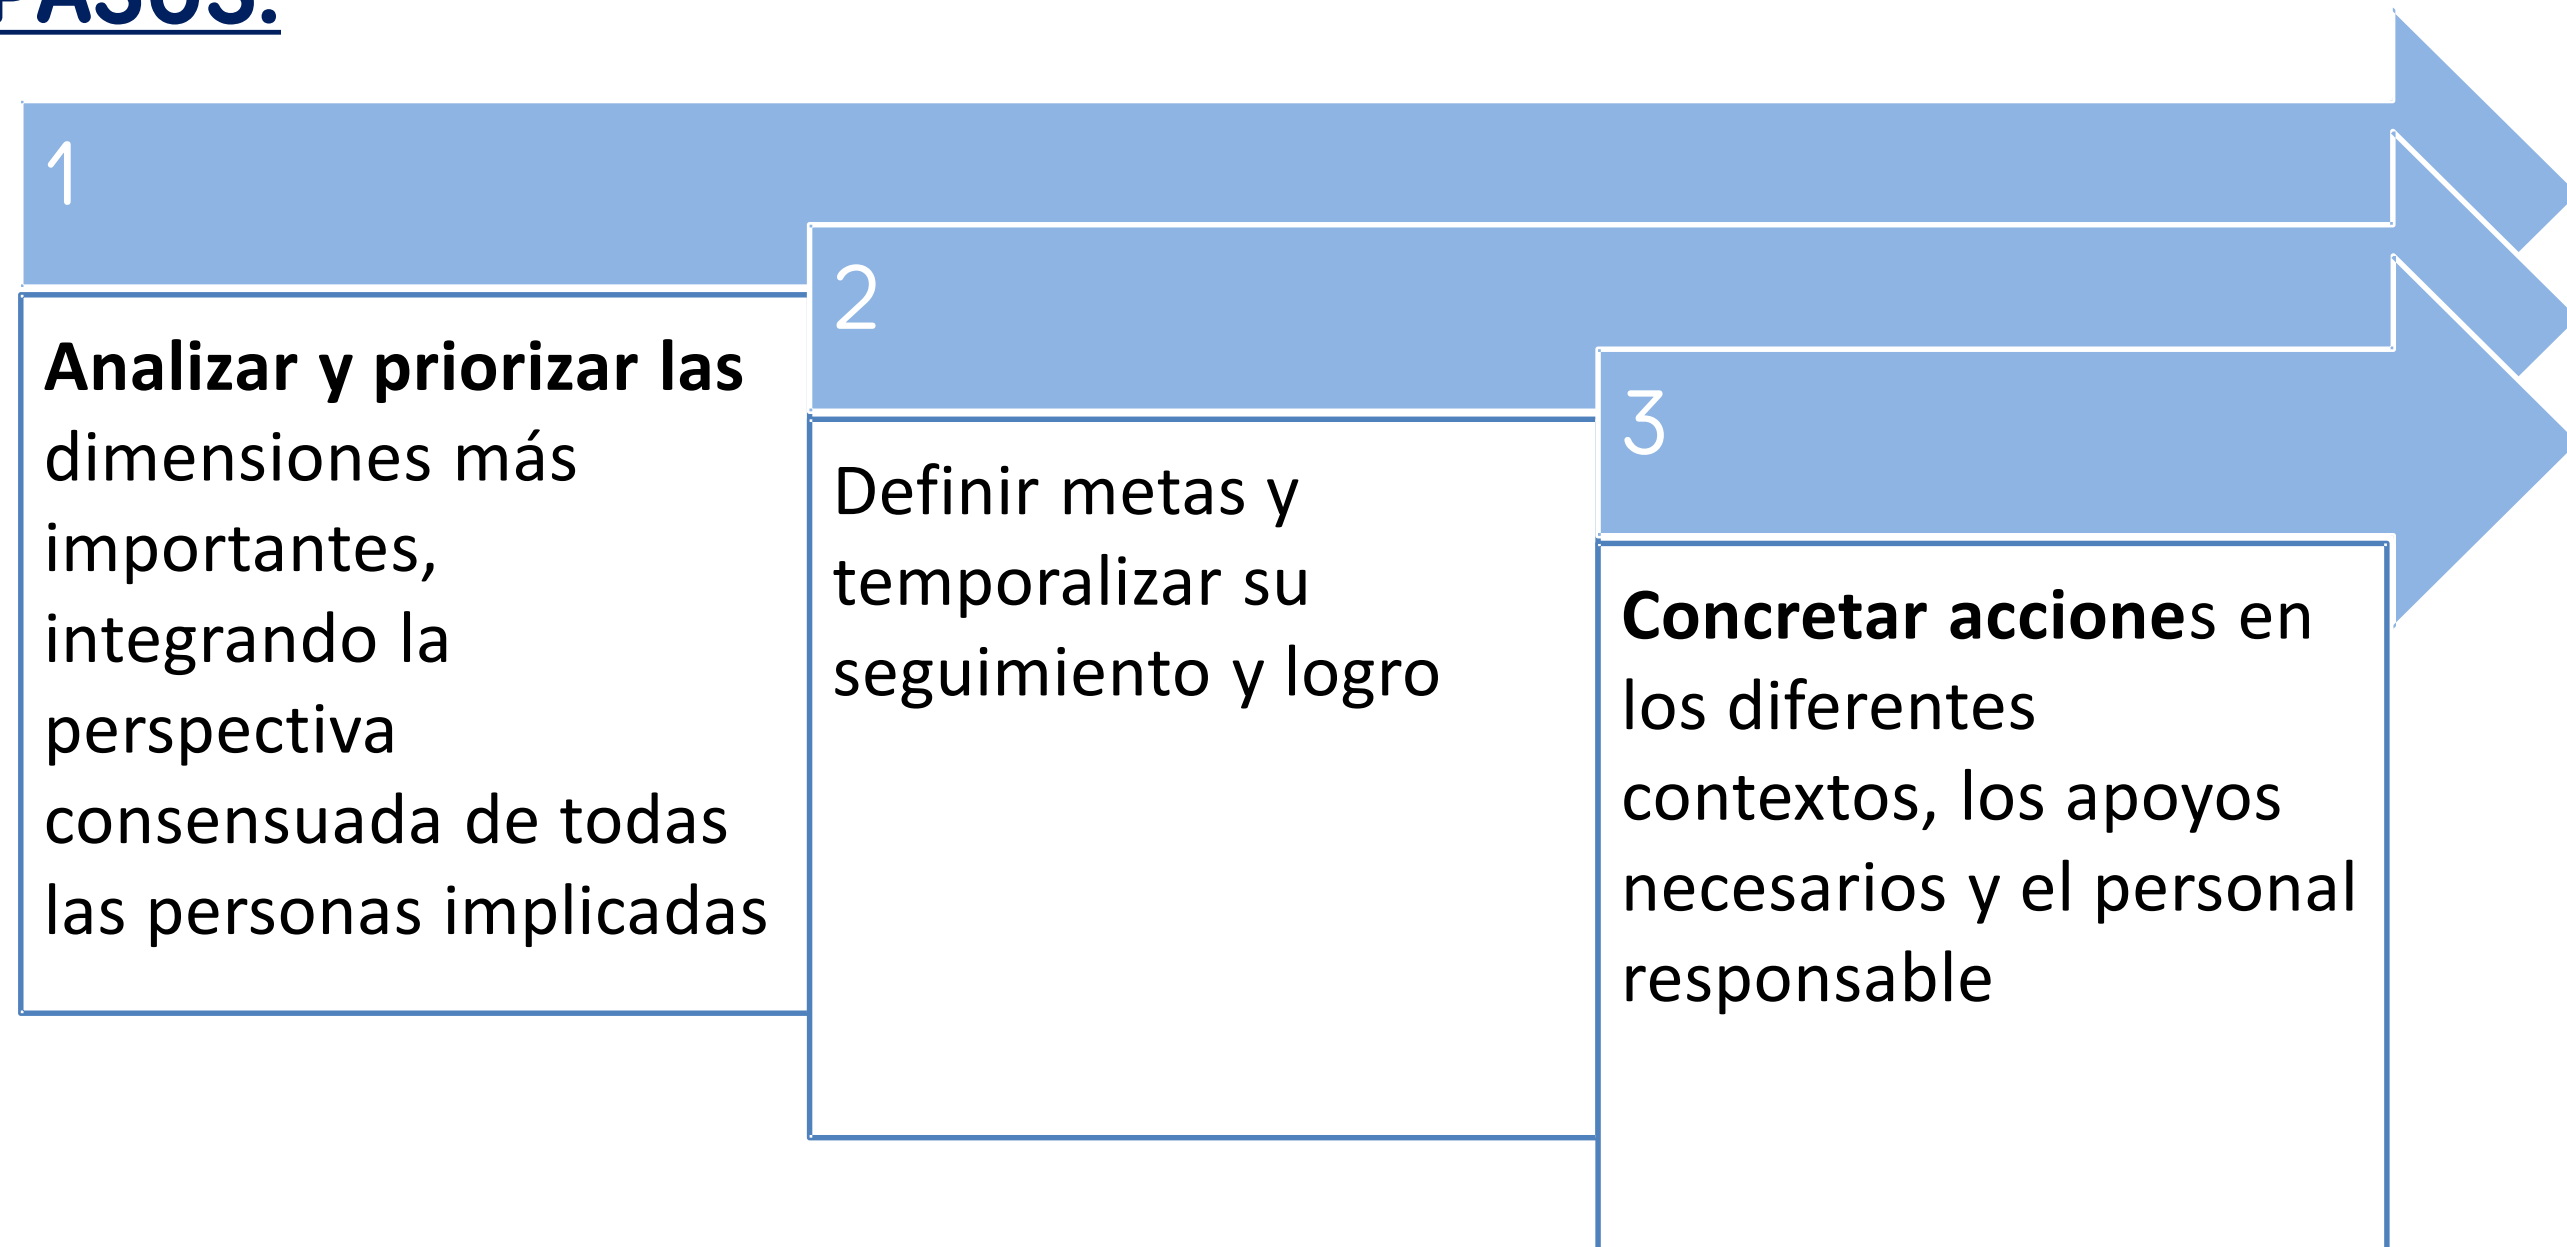 PASOS:
1
Analizar y priorizar las
dimensiones más
importantes,
integrando la
perspectiva
consensuada de todas
las personas implicadas
2
Definir metas y
temporalizar su
seguimiento y logro
3
Concretar acciones en
los diferentes
contextos, los apoyos
necesarios y el personal
responsable